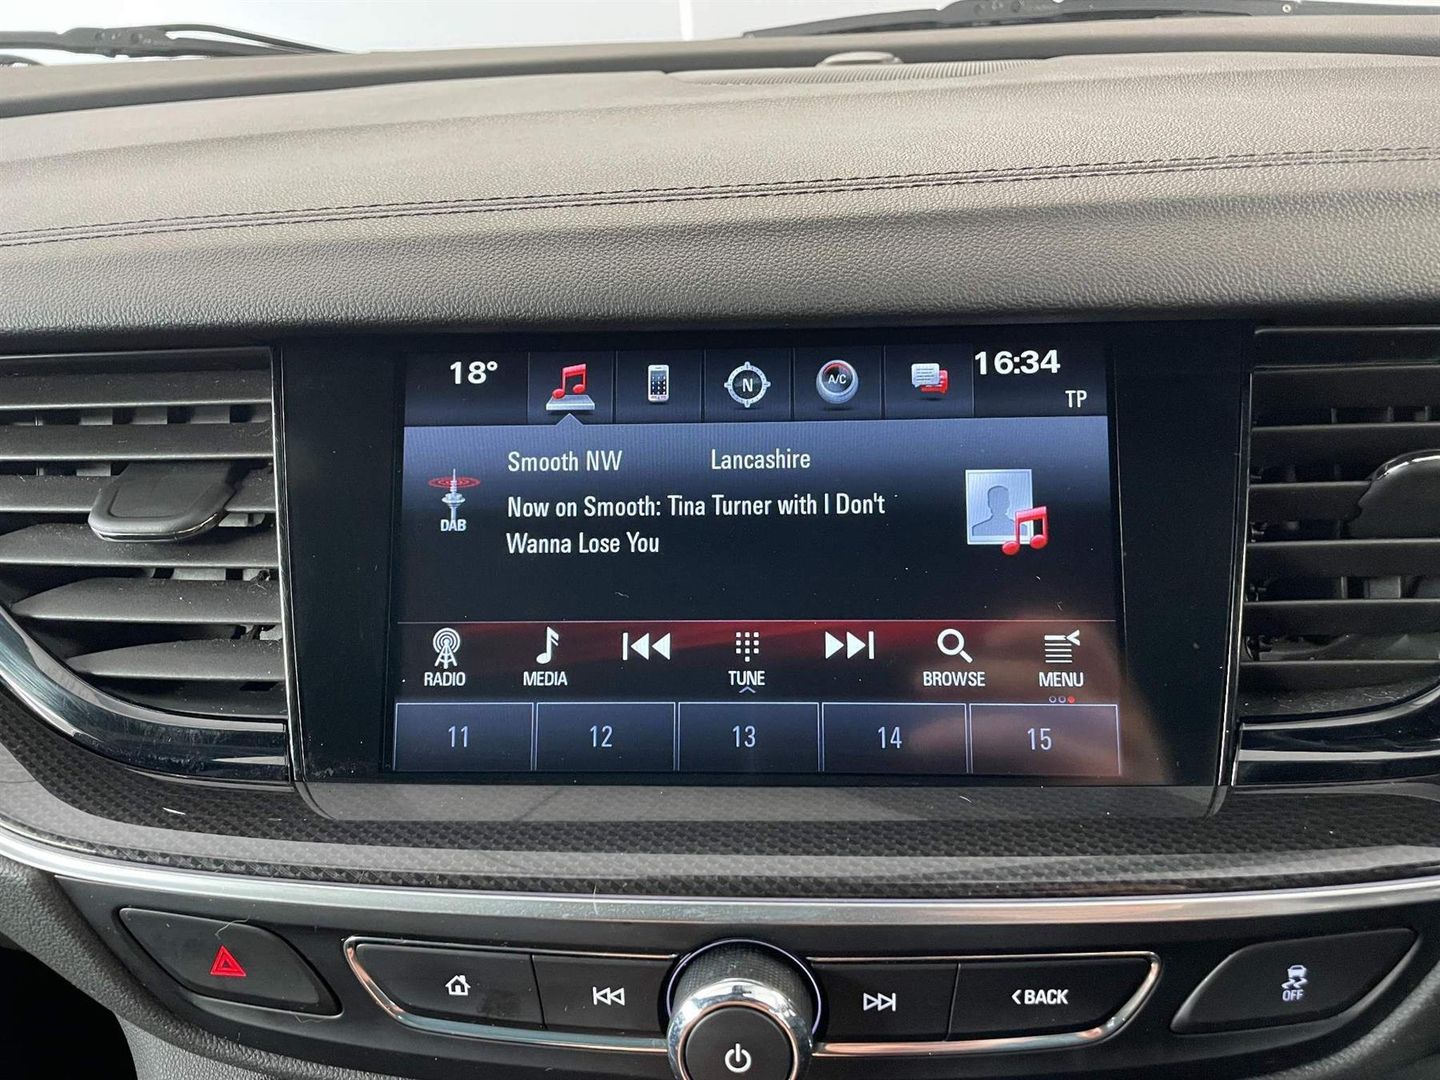 18°
N
A/C
16:34
TP
Smooth NW
Lancashire
DAB
Now on Smooth: Tina Turner with I Don't
Wanna Lose You
RADIO
MEDIA
TUNE
BROWSE
MENU
11
12
13
14
15
BACK
OFF